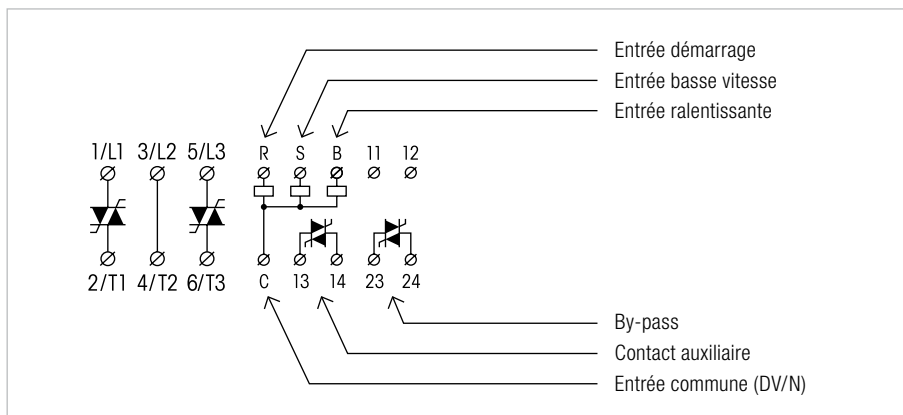 Entrée démarrage
Entrée basse vitesse
Entrée ralentissante
1/L1 3/L2 5/L3 R S B 11 12
2/T1 4/T2 6/T3 C 13 14 23 24
By-pass
Contact auxiliaire
Entrée commune (DV/N)